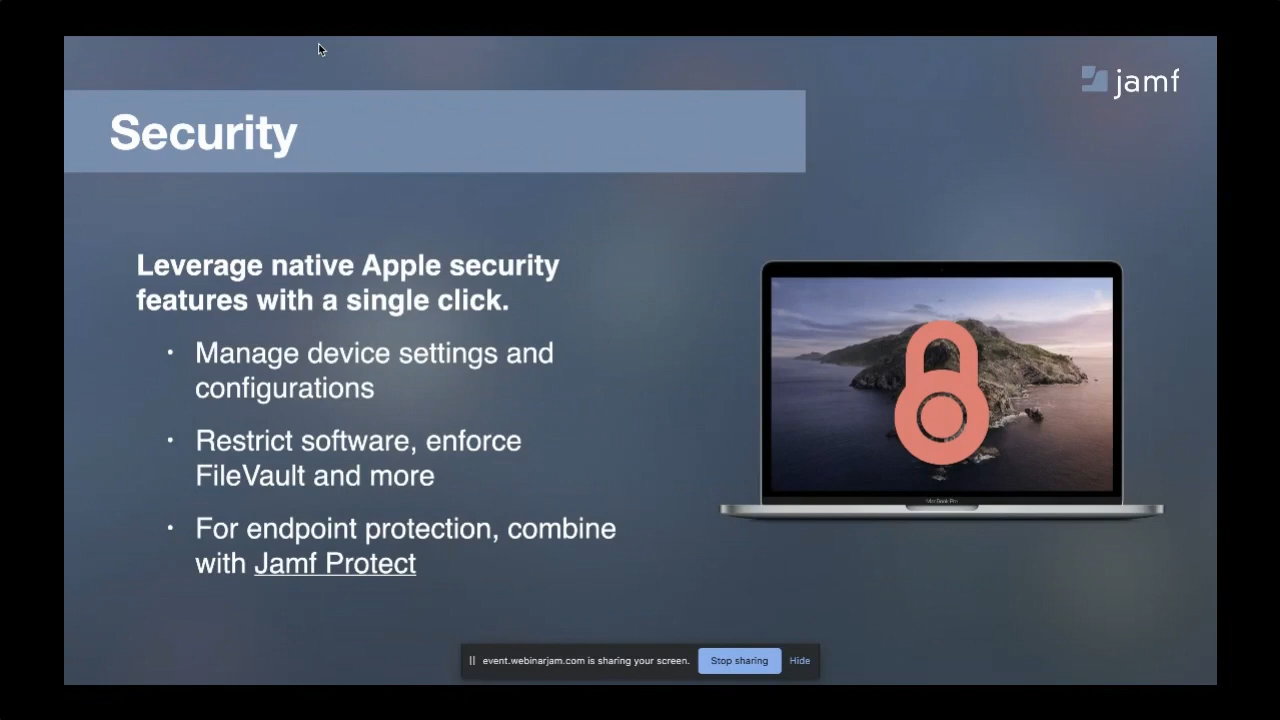 jamf
Security
Leverage native Apple security
features with a single click.
· Manage device settings and
configurations
· Restrict software, enforce
FileVault and more
· For endpoint protection, combine
with Jamf Protect
MacBook Pro
event.webinarjam.com is sharing your screen. Stop sharing Hide